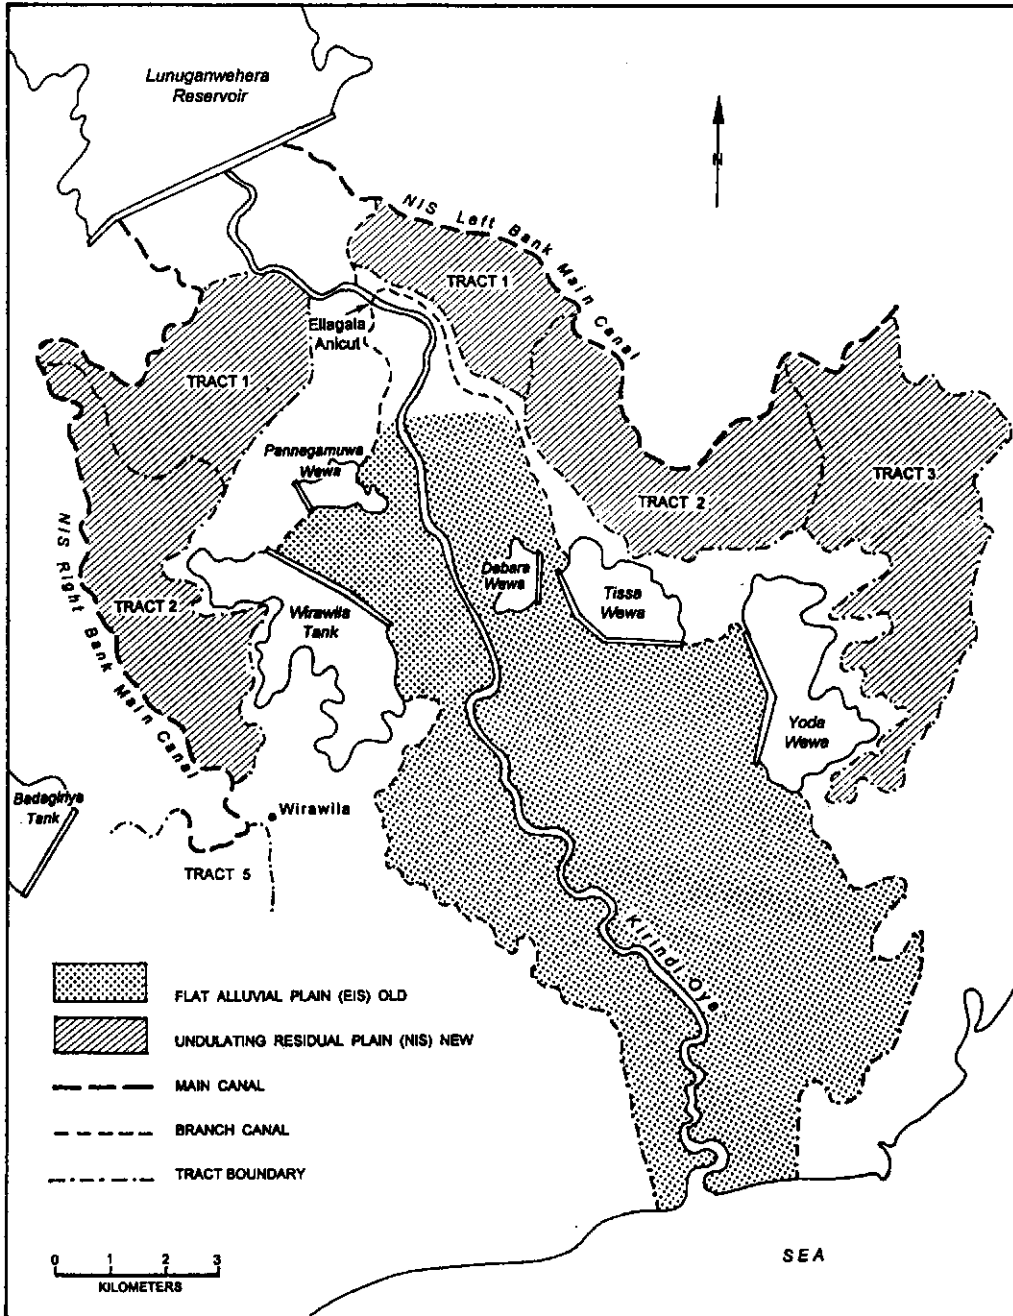 Lunuganwehera
Reservoir
N
NIS Left Bank Main Canal
TRACT 1
Ellagala
Anicut
TRACT 1
Pannegamuwa
Wewa
TRACT 2
TRACT 3
NIS Right Bank Main Canal
Debara
Wewa
Tissa
Wewa
TRACT 2
Wirawila
Tank
Yoda
Wewa
Badagiriya
Tank
Wirawila
TRACT 5
Kirindi Oya
FLAT ALLUVIAL PLAIN (EIS) OLD
UNDULATING RESIDUAL PLAIN (NIS) NEW
MAIN CANAL
BRANCH CANAL
TRACT BOUNDARY
0 1 2 3
KILOMETERS
SEA